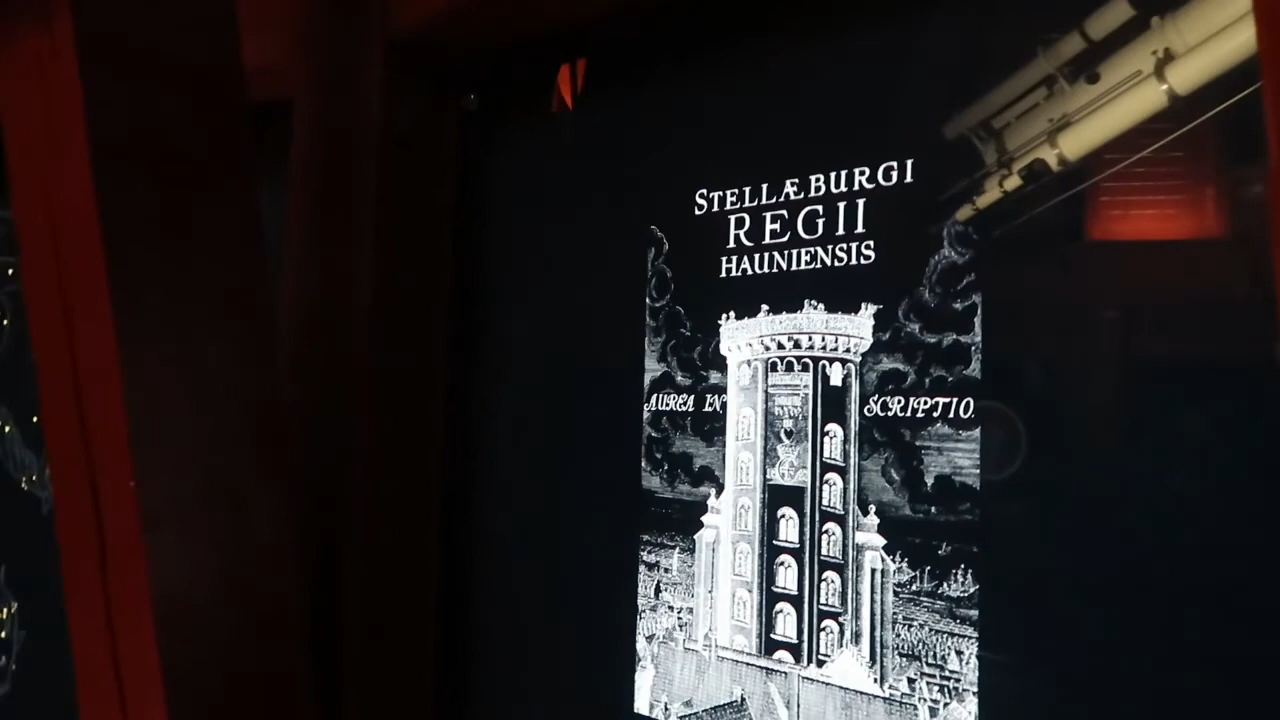 STELLÆBURGI
REGII
HAUNIENSIS
AUREA IN
SCRIPTIO.